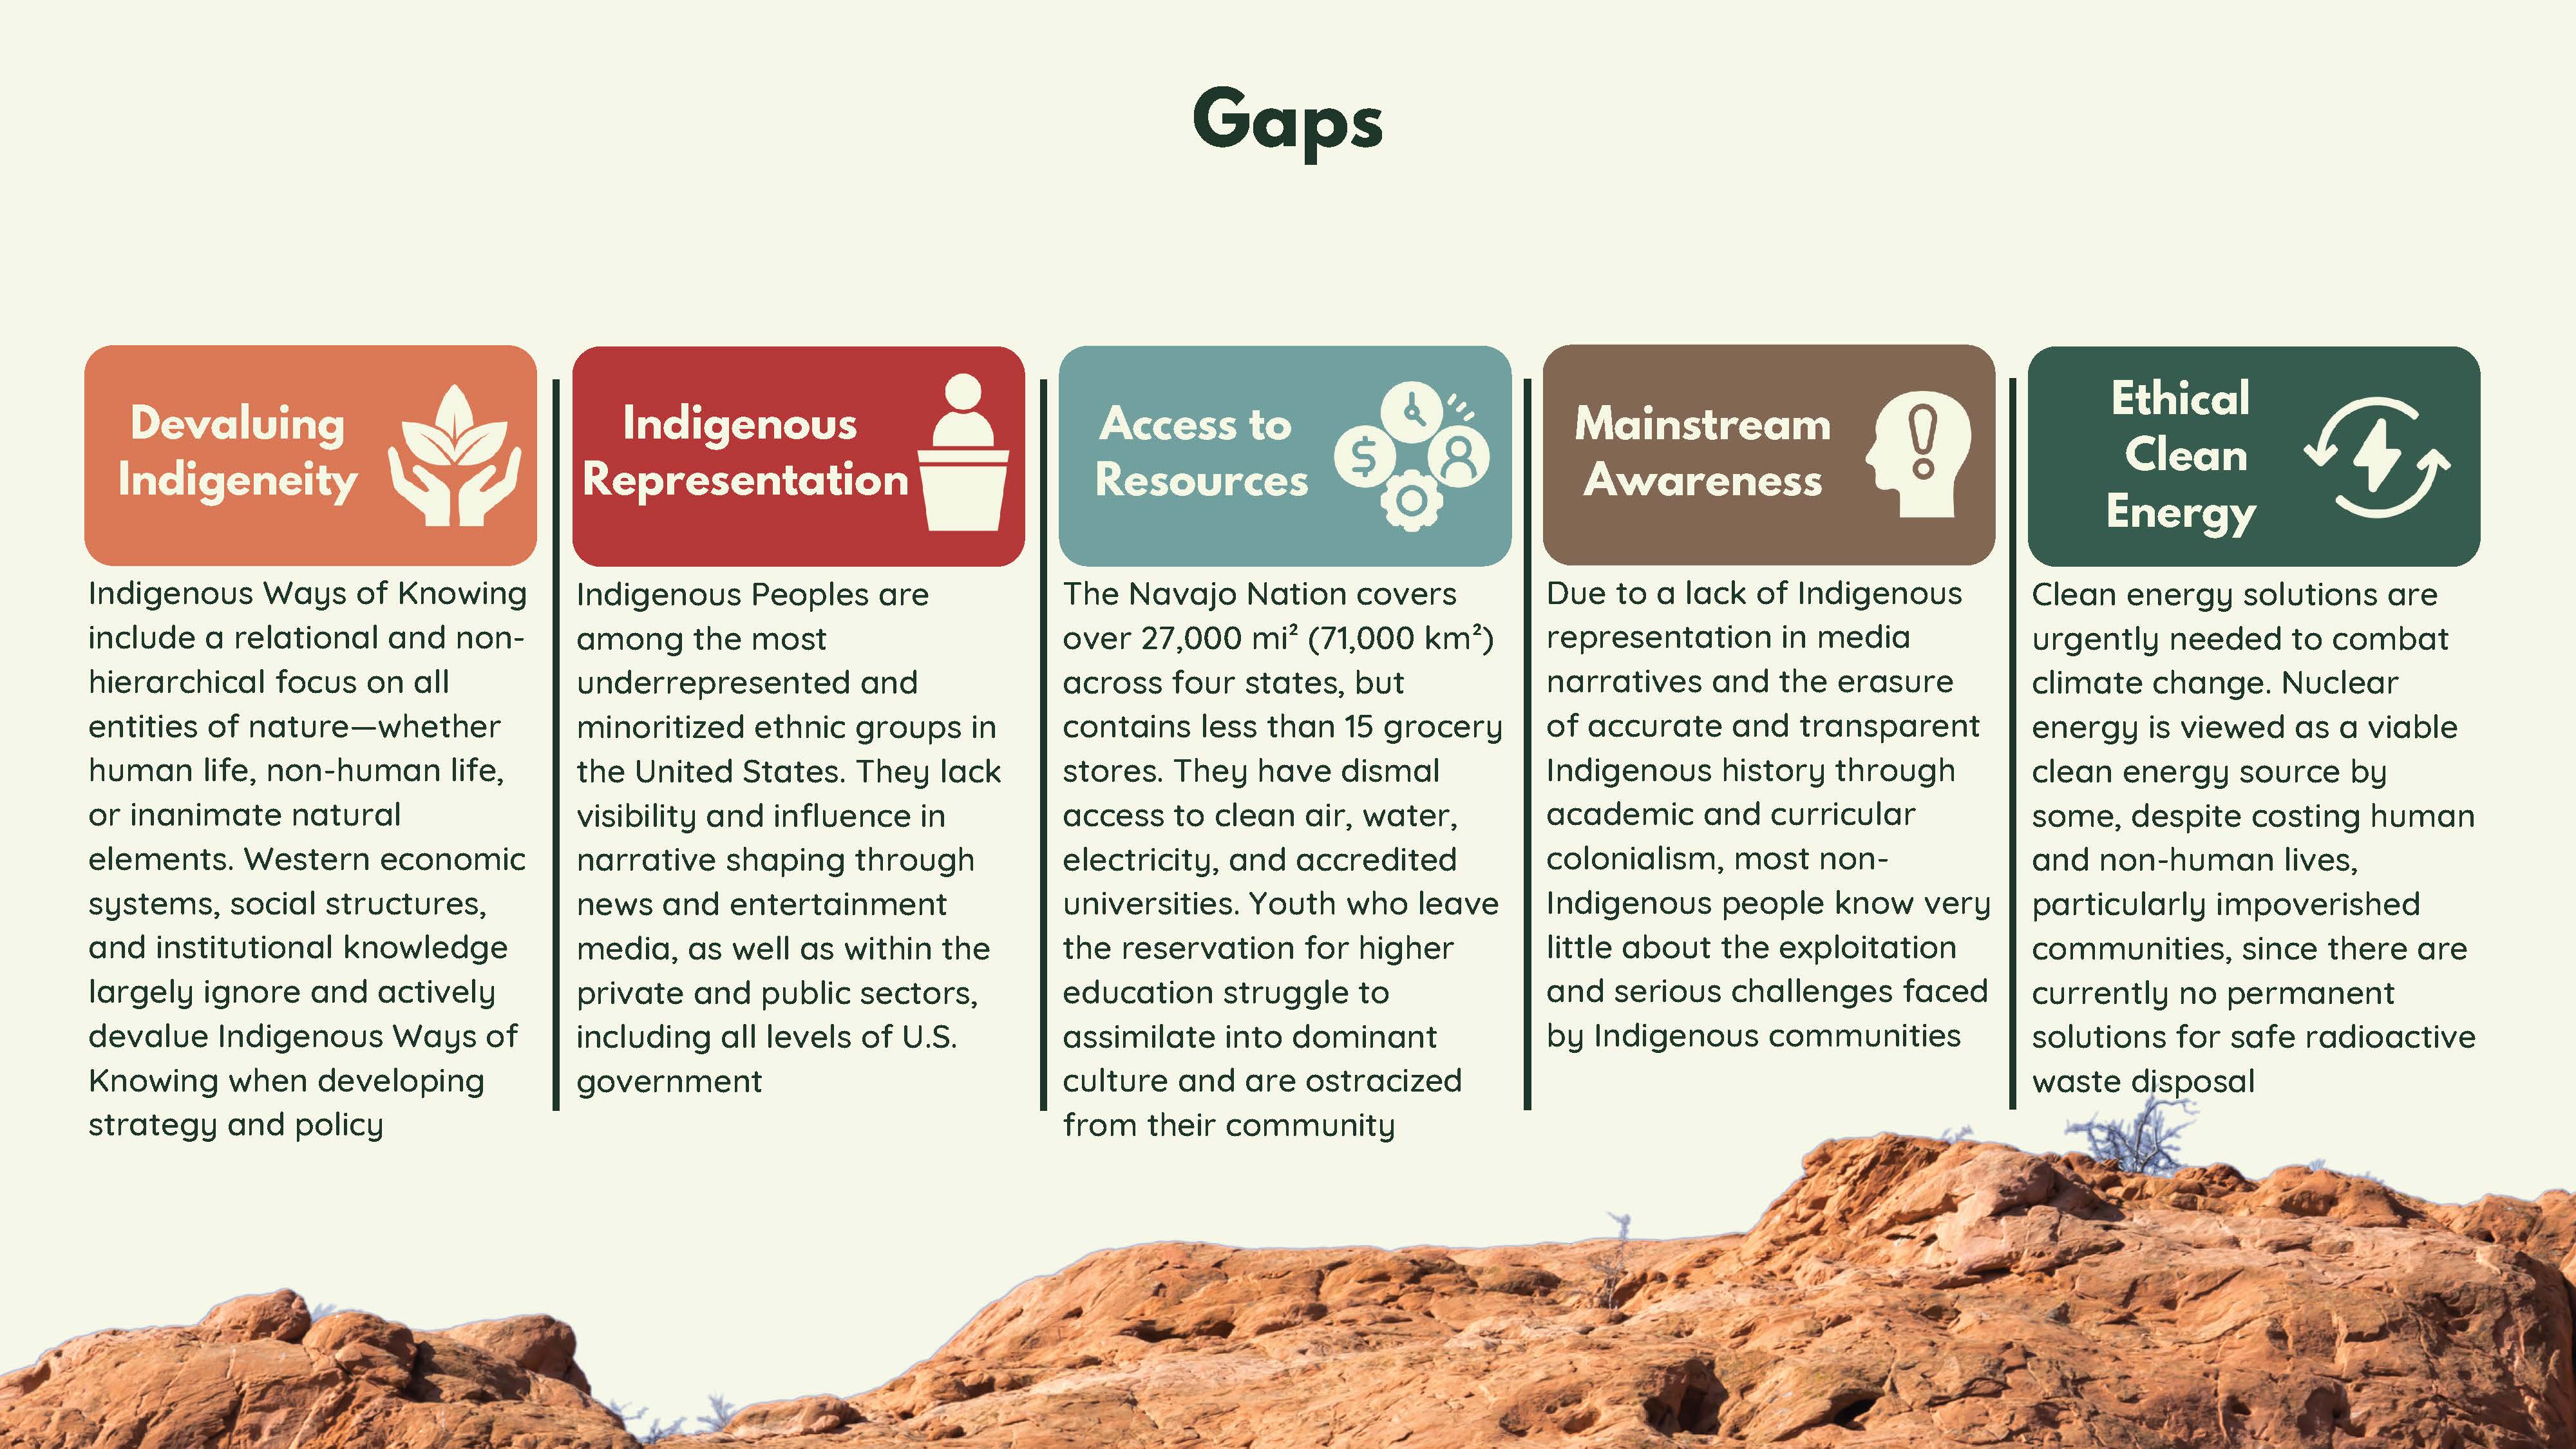 Gaps
Devaluing
Indigeneity
Indigenous Ways of Knowing
include a relational and non-
hierarchical focus on all
entities of nature—whether
human life, non-human life,
or inanimate natural
elements. Western economic
systems, social structures,
and institutional knowledge
largely ignore and actively
devalue Indigenous Ways of
Knowing when developing
strategy and policy
Indigenous
Representation
Indigenous Peoples are
among the most
underrepresented and
minoritized ethnic groups in
the United States. They lack
visibility and influence in
narrative shaping through
news and entertainment
media, as well as within the
private and public sectors,
including all levels of U.S.
government
Access to
Resources
$
The Navajo Nation covers
over 27,000 mi² (71,000 km²)
across four states, but
contains less than 15 grocery
stores. They have dismal
access to clean air, water,
electricity, and accredited
universities. Youth who leave
the reservation for higher
education struggle to
assimilate into dominant
culture and are ostracized
from their community
Mainstream
Awareness
!
Due to a lack of Indigenous
representation in media
narratives and the erasure
of accurate and transparent
Indigenous history through
academic and curricular
colonialism, most non-
Indigenous people know very
little about the exploitation
and serious challenges faced
by Indigenous communities
Ethical
Clean
Energy
Clean energy solutions are
urgently needed to combat
climate change. Nuclear
energy is viewed as a viable
clean energy source by
some, despite costing human
and non-human lives,
particularly impoverished
communities, since there are
currently no permanent
solutions for safe radioactive
waste disposal